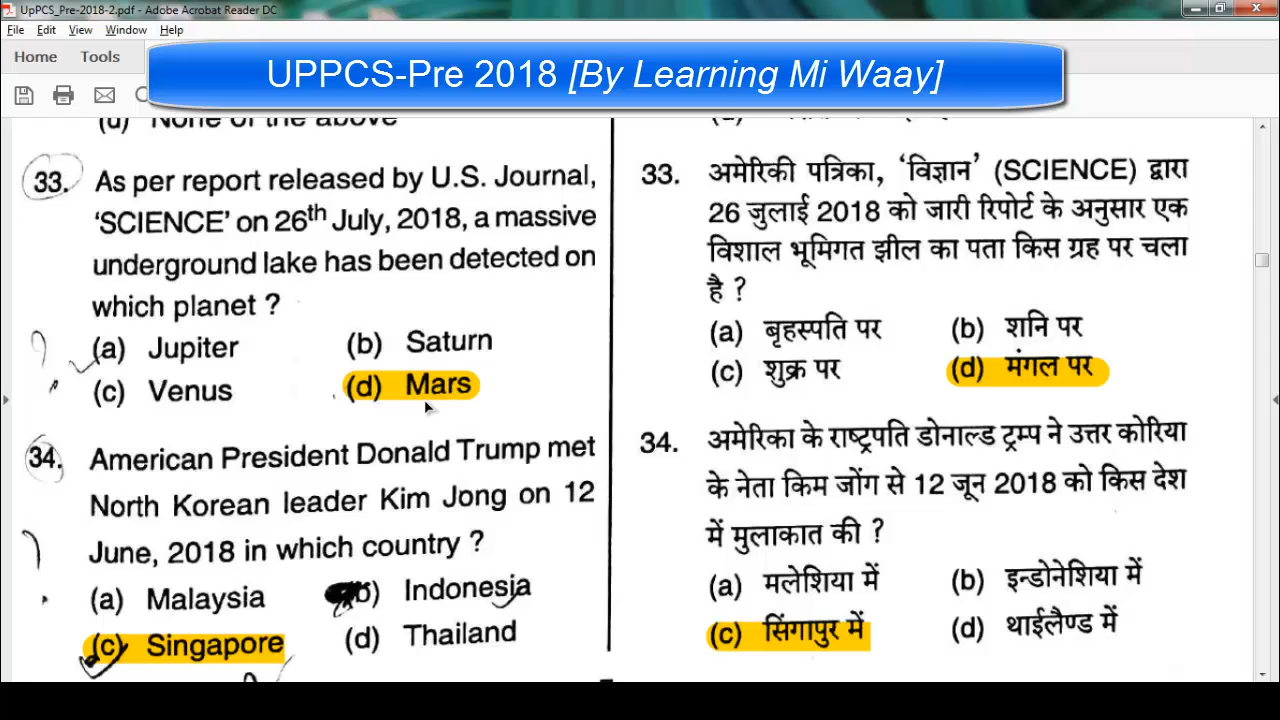 UpPCS_Pre-2018-2.pdf - Adobe Acrobat Reader DC
File Edit View Window Help
Home Tools
UPPCS-Pre 2018 [By Learning Mi Waay]
None of the above
33. As per report released by U.S. Journal,
'SCIENCE' on 26th July, 2018, a massive
underground lake has been detected on
which planet ?
(a) Jupiter (b) Saturn
(c) Venus (d) Mars
34. American President Donald Trump met
North Korean leader Kim Jong on 12
June, 2018 in which country ?
(a) Malaysia (b) Indonesia
(c) Singapore (d) Thailand
33. अमेरिकी पत्रिका, ‘विज्ञान’ (SCIENCE) द्वारा
26 जुलाई 2018 को जारी रिपोर्ट के अनुसार एक
विशाल भूमिगत झील का पता किस ग्रह पर चला
है ?
(a) बृहस्पति पर (b) शनि पर
(c) शुक्र पर (d) मंगल पर
34. अमेरिका के राष्ट्रपति डोनाल्ड ट्रम्प ने उत्तर कोरिया
के नेता किम जोंग से 12 जून 2018 को किस देश
में मुलाकात की ?
(a) मलेशिया में (b) इन्डोनेशिया में
(c) सिंगापुर में (d) थाईलैण्ड में